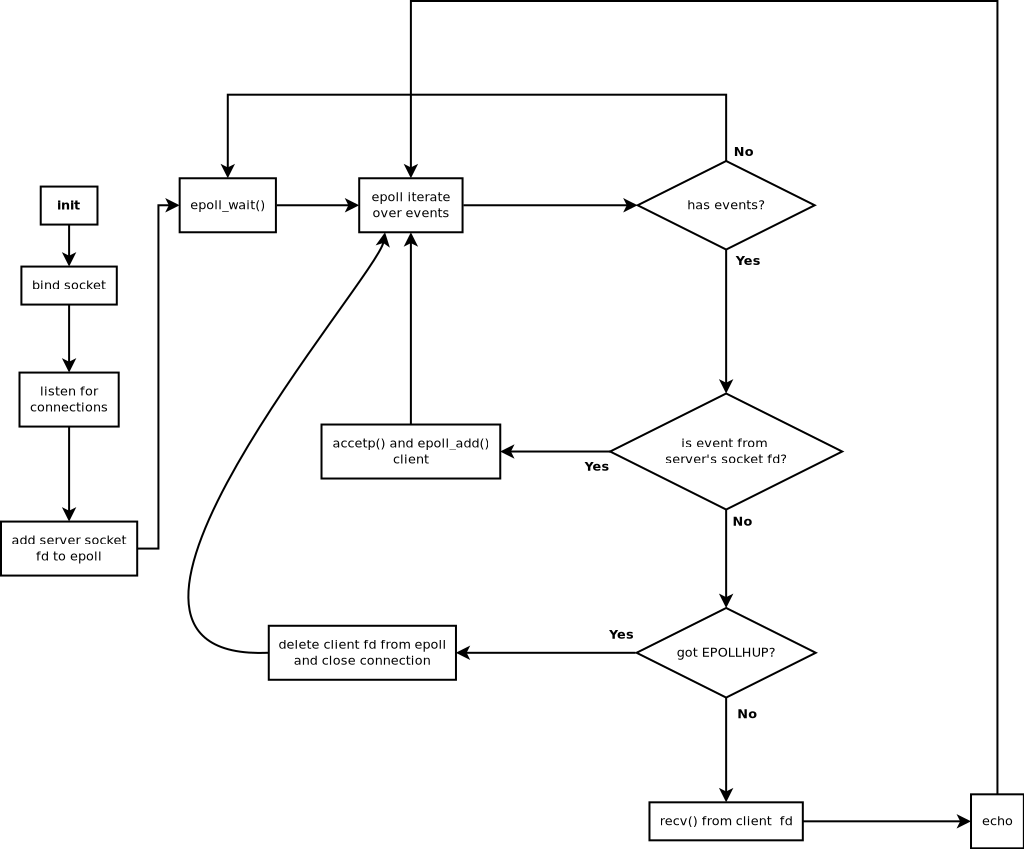 No
init
epoll_wait()
epoll iterate
over events
has events?
Yes
bind socket
listen for
connections
accetp() and epoll_add()
client
is event from
server's socket fd?
Yes
No
add server socket
fd to epoll
Yes
delete client fd from epoll
and close connection
got EPOLLHUP?
No
recv() from client  fd
echo